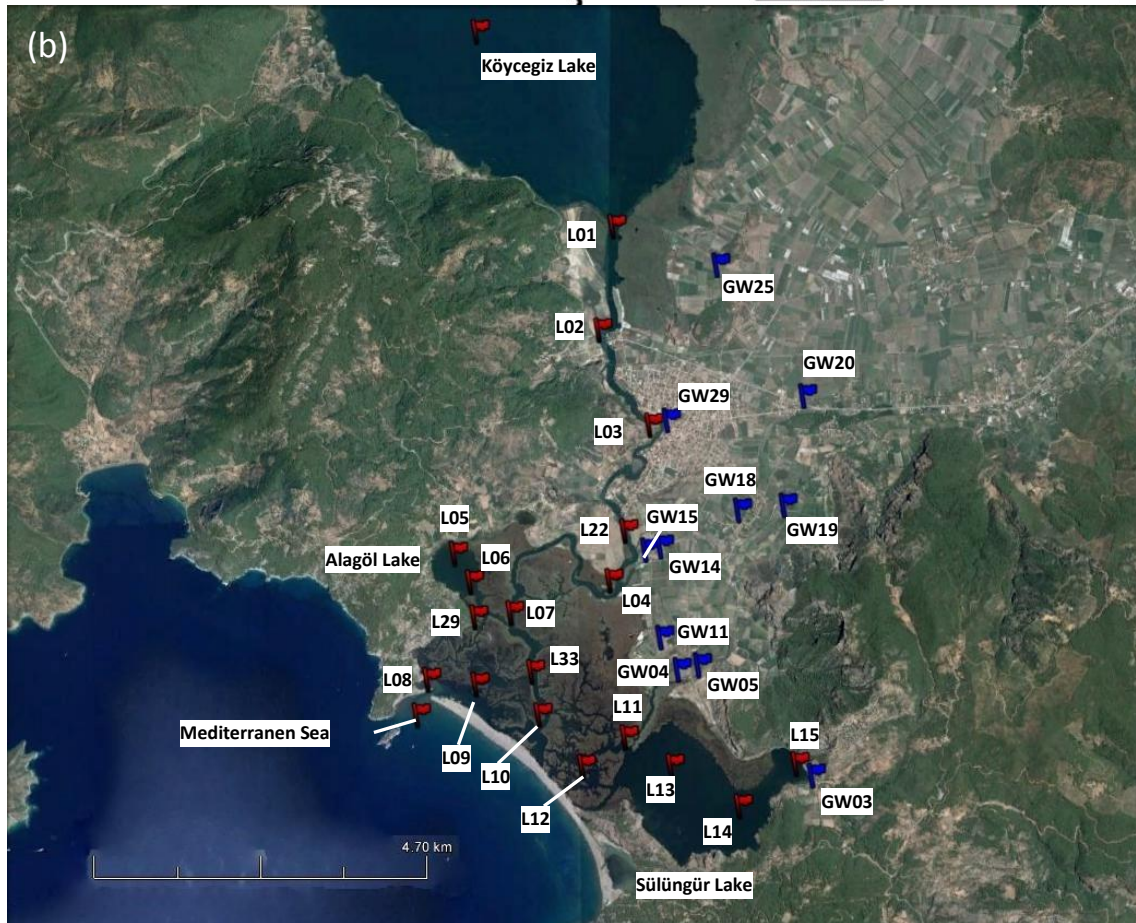 (b)
Köycegiz Lake
L01
GW25
L02
GW20
GW29
L03
GW18
GW19
L22
GW15
L05
Alagöl Lake
L06
GW14
L04
L07
L29
GW11
L33
GW04
GW05
L08
L11
Mediterranen Sea
L15
L09
L10
L13
GW03
L12
L14
4.70 km
Sülüngür Lake